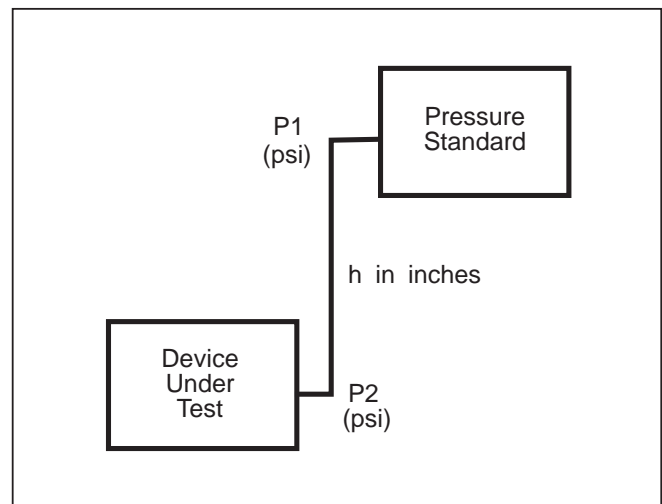 Pressure
Standard
P1
(psi)
h in inches
Device
Under
Test
P2
(psi)